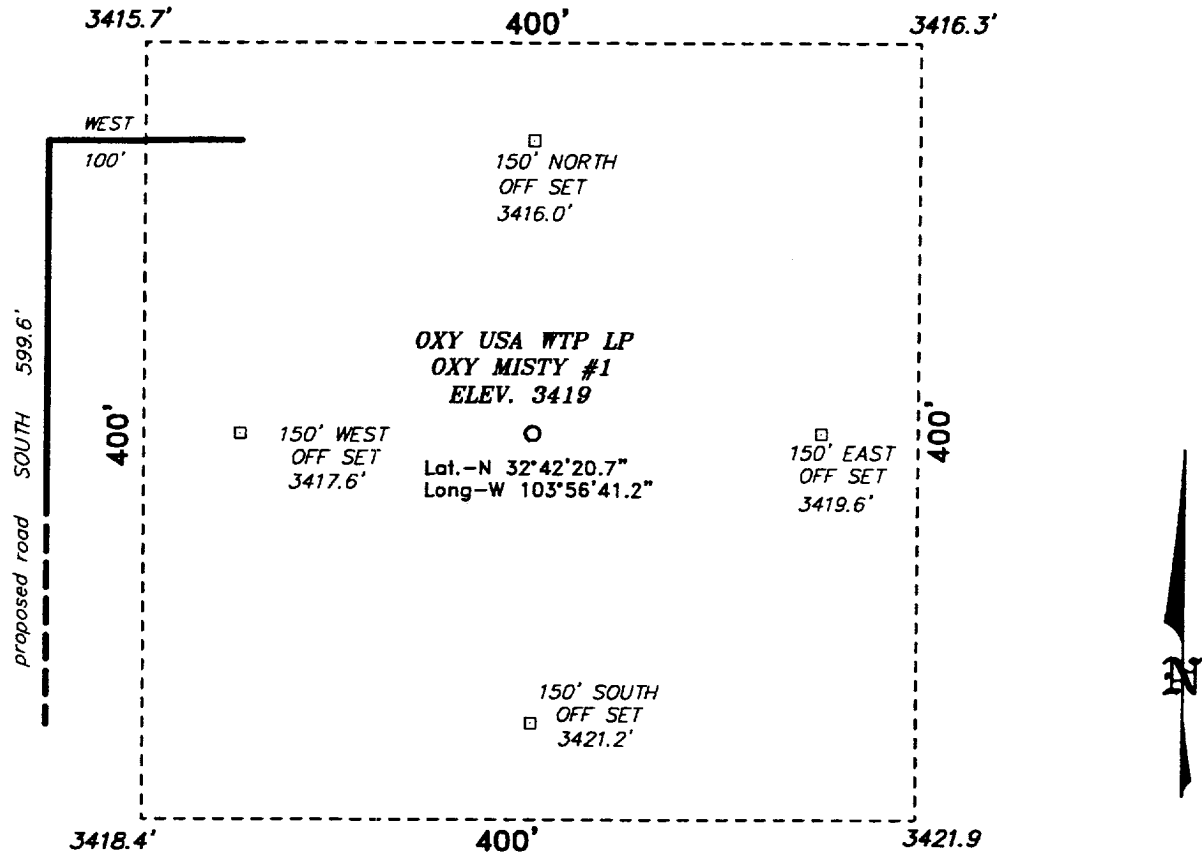 3415.7'
400'
3416.3'
WEST
100'
150' NORTH
OFF SET
3416.0'
proposed road SOUTH 599.6'
OXY USA WTP LP
OXY MISTY #1
ELEV. 3419
400'
150' WEST
OFF SET
3417.6'
Lat.-N 32°42'20.7"
Long-W 103°56'41.2"
150' EAST
OFF SET
3419.6'
400'
150' SOUTH
OFF SET
3421.2'
3418.4'
400'
3421.9